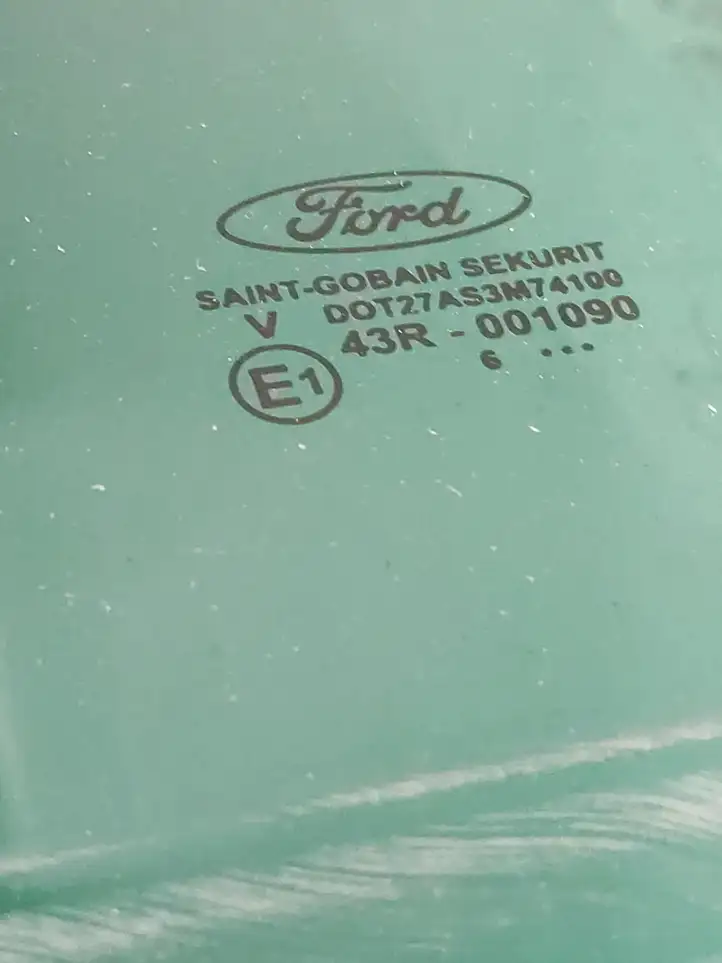 Ford
SAINT-GOBAIN SEKURIT
V DOT27AS3M74100
43R - 001090
E1 6 ...